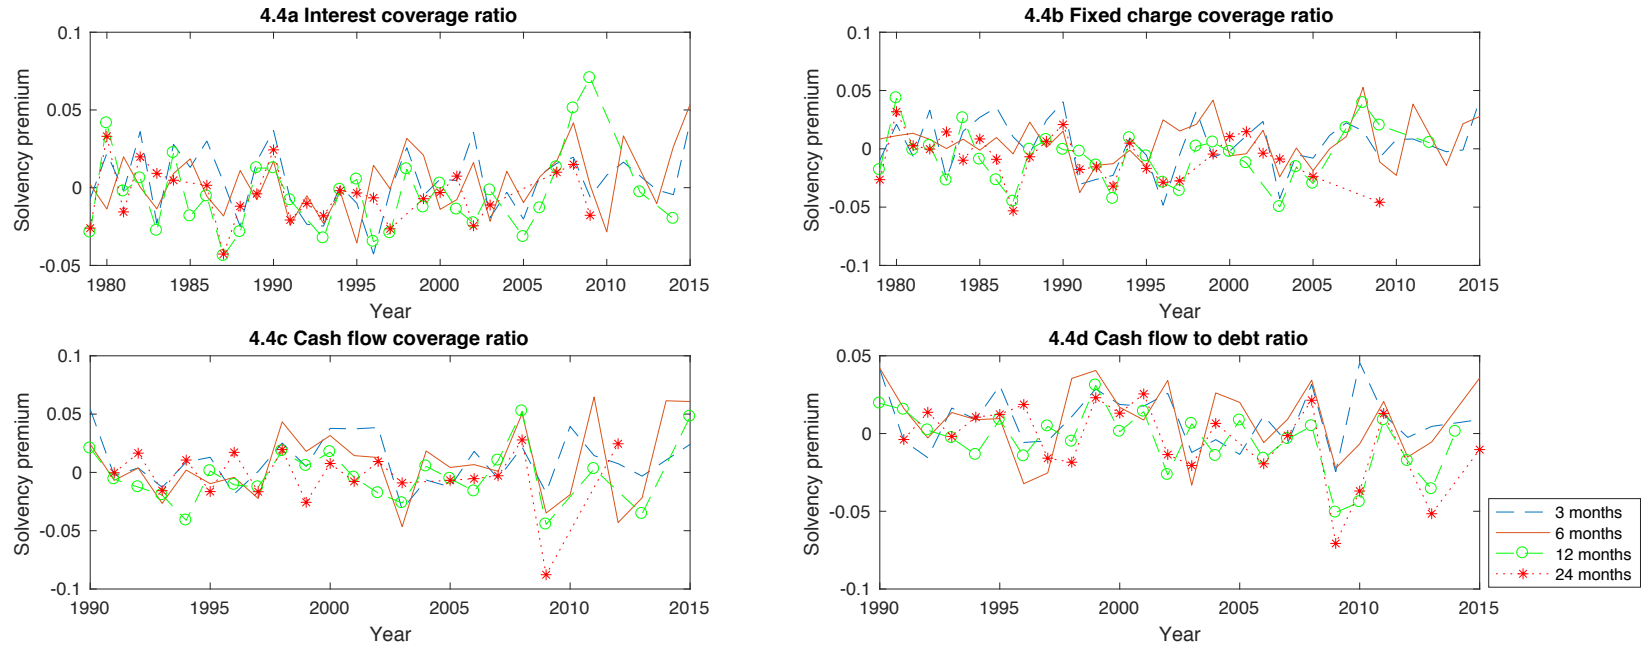 4.4a Interest coverage ratio
0.1
0.05
0
-0.05
Solvency premium
1980 1985 1990 1995 2000 2005 2010 2015
Year
4.4b Fixed charge coverage ratio
0.1
0.05
0
-0.05
-0.1
Solvency premium
1980 1985 1990 1995 2000 2005 2010 2015
Year
4.4c Cash flow coverage ratio
0.1
0.05
0
-0.05
-0.1
Solvency premium
1990 1995 2000 2005 2010 2015
Year
4.4d Cash flow to debt ratio
0.05
0
-0.05
-0.1
Solvency premium
1990 1995 2000 2005 2010 2015
Year
3 months
6 months
12 months
24 months